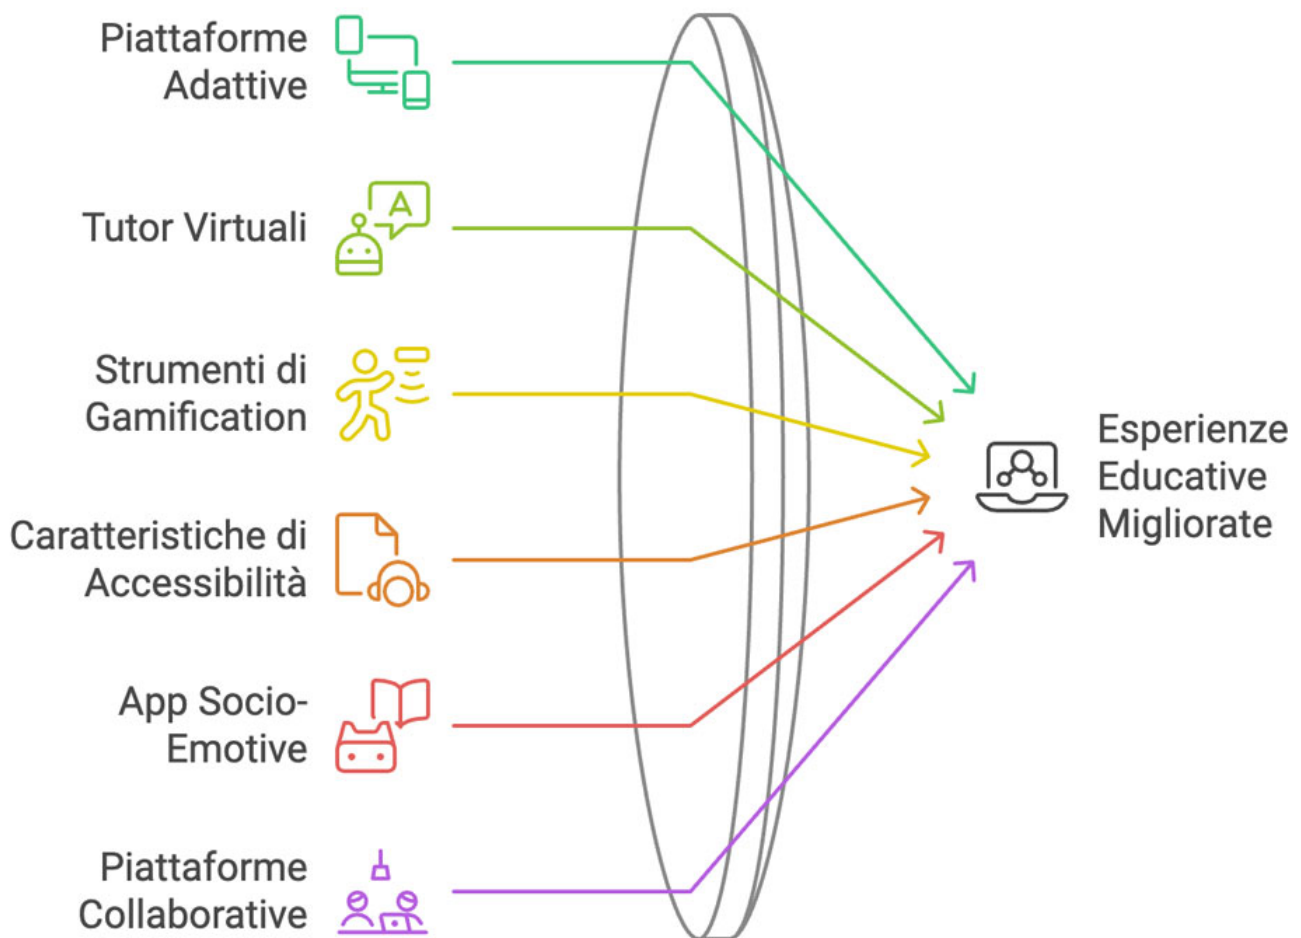 Piattaforme
Adattive
A
Tutor Virtuali
Strumenti di
Gamification
Caratteristiche di
Accessibilità
App Socio-
Emotive
Piattaforme
Collaborative
Esperienze
Educative
Migliorate